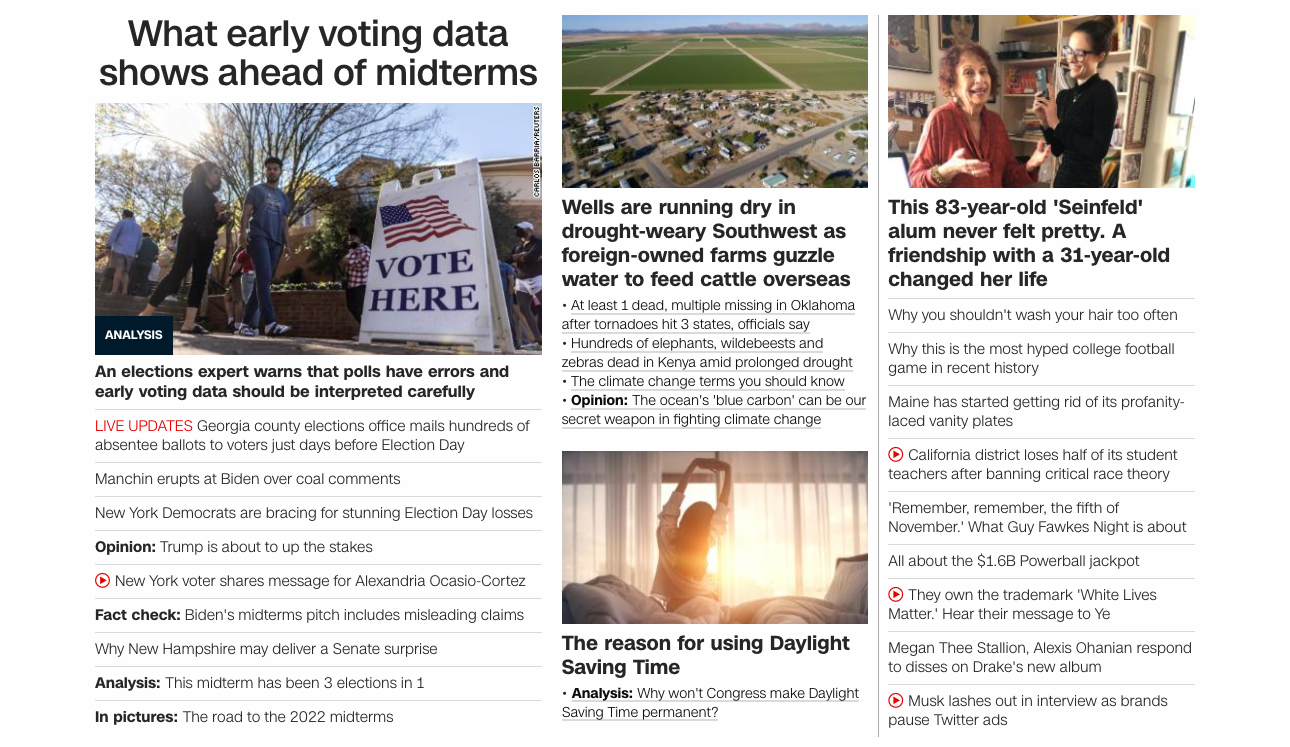 What early voting data
shows ahead of midterms
CARLOS BARRIA/REUTERS
VOTE
HERE
ANALYSIS
An elections expert warns that polls have errors and
early voting data should be interpreted carefully
LIVE UPDATES Georgia county elections office mails hundreds of
absentee ballots to voters just days before Election Day
Manchin erupts at Biden over coal comments
New York Democrats are bracing for stunning Election Day losses
Opinion: Trump is about to up the stakes
New York voter shares message for Alexandria Ocasio-Cortez
Fact check: Biden's midterms pitch includes misleading claims
Why New Hampshire may deliver a Senate surprise
Analysis: This midterm has been 3 elections in 1
In pictures: The road to the 2022 midterms
Wells are running dry in
drought-weary Southwest as
foreign-owned farms guzzle
water to feed cattle overseas
• At least 1 dead, multiple missing in Oklahoma
after tornadoes hit 3 states, officials say
• Hundreds of elephants, wildebeests and
zebras dead in Kenya amid prolonged drought
• The climate change terms you should know
• Opinion: The ocean's 'blue carbon' can be our
secret weapon in fighting climate change
The reason for using Daylight
Saving Time
• Analysis: Why won't Congress make Daylight
Saving Time permanent?
This 83-year-old 'Seinfeld'
alum never felt pretty. A
friendship with a 31-year-old
changed her life
Why you shouldn't wash your hair too often
Why this is the most hyped college football
game in recent history
Maine has started getting rid of its profanity-
laced vanity plates
California district loses half of its student
teachers after banning critical race theory
'Remember, remember, the fifth of
November.' What Guy Fawkes Night is about
All about the $1.6B Powerball jackpot
They own the trademark 'White Lives
Matter.' Hear their message to Ye
Megan Thee Stallion, Alexis Ohanian respond
to disses on Drake's new album
Musk lashes out in interview as brands
pause Twitter ads